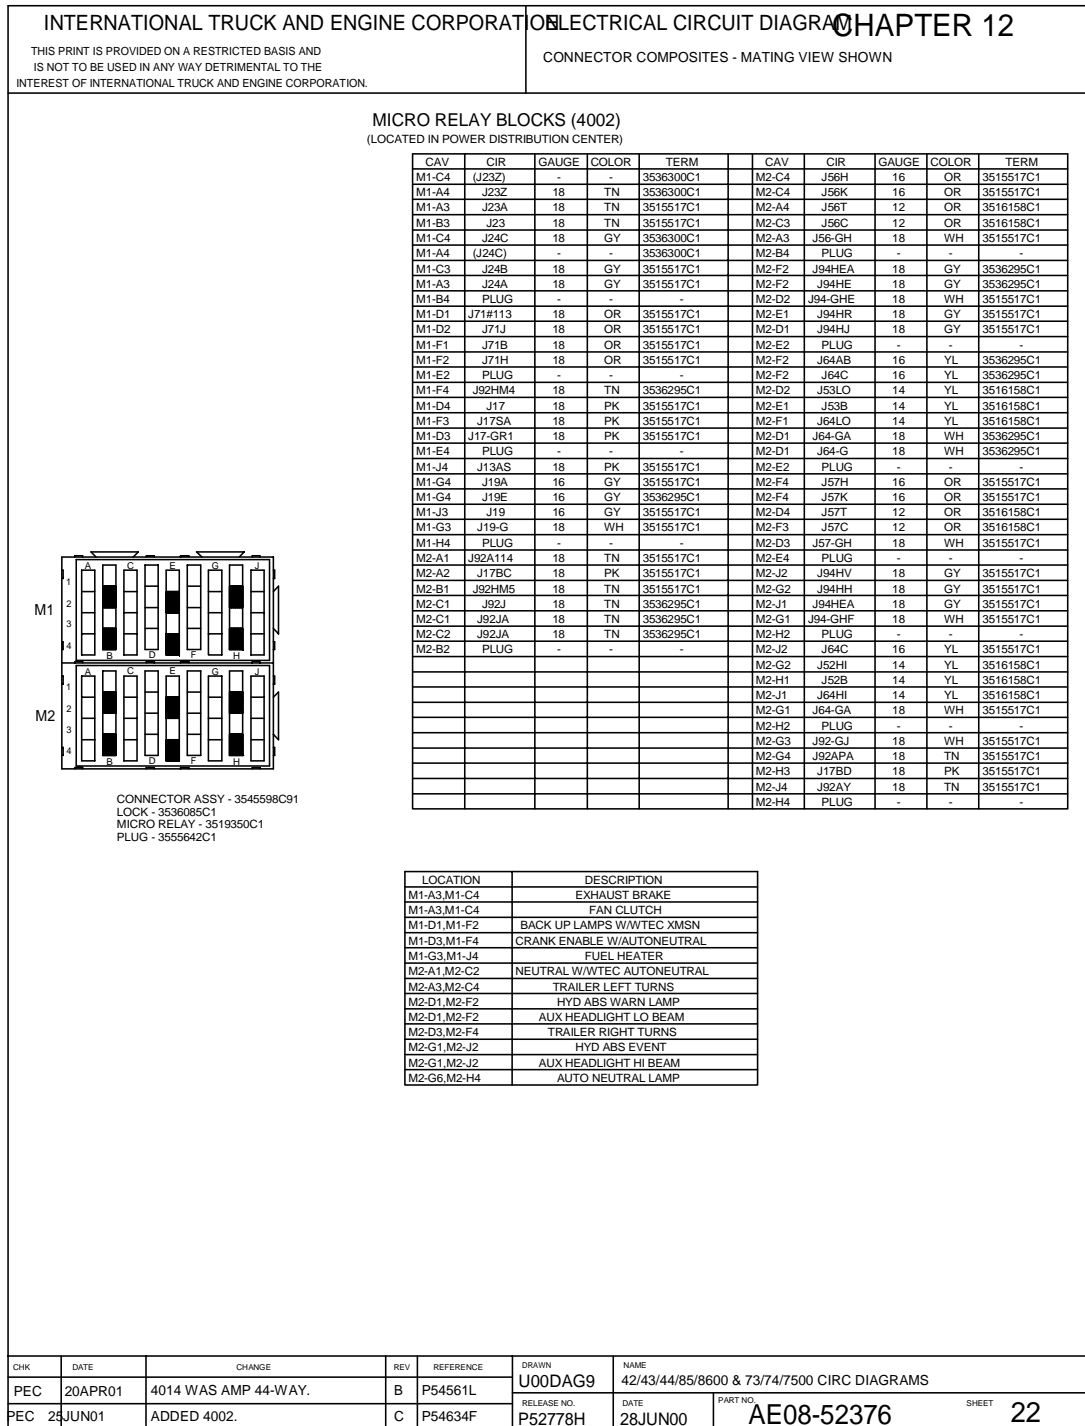 INTERNATIONAL TRUCK AND ENGINE CORPORATION
ELECTRICAL CIRCUIT DIAGRAM
CHAPTER 12
THIS PRINT IS PROVIDED ON A RESTRICTED BASIS AND
IS NOT TO BE USED IN ANY WAY DETRIMENTAL TO THE
INTEREST OF INTERNATIONAL TRUCK AND ENGINE CORPORATION.
CONNECTOR COMPOSITES - MATING VIEW SHOWN
MICRO RELAY BLOCKS (4002)
(LOCATED IN POWER DISTRIBUTION CENTER)
CAV CIR GAUGE COLOR TERM CAV CIR GAUGE COLOR TERM
M1-C4 (J23Z) - - 3536300C1 M2-C4 J56H 16 OR 3515517C1
M1-A4 J23Z 18 TN 3536300C1 M2-C4 J56K 16 OR 3515517C1
M1-A3 J23A 18 TN 3515517C1 M2-A4 J56T 12 OR 3516158C1
M1-B3 J23 18 TN 3515517C1 M2-C3 J56C 12 OR 3516158C1
M1-C4 J24C 18 GY 3536300C1 M2-A3 J56-GH 18 WH 3515517C1
M1-A4 (J24C) - - 3536300C1 M2-B4 PLUG - - -
M1-C3 J24B 18 GY 3515517C1 M2-F2 J94HEA 18 GY 3536295C1
M1-A3 J24A 18 GY 3515517C1 M2-F2 J94HE 18 GY 3536295C1
M1-B4 PLUG - - - M2-D2 J94-GHE 18 WH 3515517C1
M1-D1 J71#113 18 OR 3515517C1 M2-E1 J94HR 18 GY 3515517C1
M1-D2 J71J 18 OR 3515517C1 M2-D1 J94HJ 18 GY 3515517C1
M1-F1 J71B 18 OR 3515517C1 M2-E2 PLUG - - -
M1-F2 J71H 18 OR 3515517C1 M2-F2 J64AB 16 YL 3536295C1
M1-E2 PLUG - - - M2-F2 J64C 16 YL 3536295C1
M1-F4 J92HM4 18 TN 3536295C1 M2-D2 J53LO 14 YL 3516158C1
M1-D4 J17 18 PK 3515517C1 M2-E1 J53B 14 YL 3516158C1
M1-F3 J17SA 18 PK 3515517C1 M2-F1 J64LO 14 YL 3516158C1
M1-D3 J17-GR1 18 PK 3515517C1 M2-D1 J64-GA 18 WH 3536295C1
M1-E4 PLUG - - - M2-D1 J64-G 18 WH 3536295C1
M1-J4 J13AS 18 PK 3515517C1 M2-E2 PLUG - - -
M1-G4 J19A 16 GY 3515517C1 M2-F4 J57H 16 OR 3515517C1
M1-G4 J19E 16 GY 3536295C1 M2-F4 J57K 16 OR 3515517C1
M1-J3 J19 16 GY 3515517C1 M2-D4 J57T 12 OR 3516158C1
M1-G3 J19-G 18 WH 3515517C1 M2-F3 J57C 12 OR 3516158C1
M1-H4 PLUG - - - M2-D3 J57-GH 18 WH 3515517C1
M2-A1 J92A114 18 TN 3515517C1 M2-E4 PLUG - - -
M2-A2 J17BC 18 PK 3515517C1 M2-J2 J94HV 18 GY 3515517C1
M2-B1 J92HM5 18 TN 3515517C1 M2-G2 J94HH 18 GY 3515517C1
M2-C1 J92J 18 TN 3536295C1 M2-J1 J94HEA 18 GY 3515517C1
M2-C1 J92JA 18 TN 3536295C1 M2-G1 J94-GHF 18 WH 3515517C1
M2-C2 J92JA 18 TN 3536295C1 M2-H2 PLUG - - -
M2-B2 PLUG - - - M2-J2 J64C 16 YL 3515517C1
M2-G2 J52HI 14 YL 3516158C1
M2-H1 J52B 14 YL 3516158C1
M2-J1 J64HI 14 YL 3516158C1
M2-G1 J64-GA 18 WH 3515517C1
M2-H2 PLUG - - -
M2-G3 J92-GJ 18 WH 3515517C1
M2-G4 J92APA 18 TN 3515517C1
M2-H3 J17BD 18 PK 3515517C1
M2-J4 J92AY 18 TN 3515517C1
M2-H4 PLUG - - -
A C E G J
1
M1
2
3
4
B D F H
A C E G J
1
M2
2
3
4
B D F H
CONNECTOR ASSY - 3545598C91
LOCK - 3536085C1
MICRO RELAY - 3519350C1
PLUG - 3555642C1
LOCATION DESCRIPTION
M1-A3,M1-C4 EXHAUST BRAKE
M1-A3,M1-C4 FAN CLUTCH
M1-D1,M1-F2 BACK UP LAMPS W/WTEC XMSN
M1-D3,M1-F4 CRANK ENABLE W/AUTONEUTRAL
M1-G3,M1-J4 FUEL HEATER
M2-A1,M2-C2 NEUTRAL W/WTEC AUTONEUTRAL
M2-A3,M2-C4 TRAILER LEFT TURNS
M2-D1,M2-F2 HYD ABS WARN LAMP
M2-D1,M2-F2 AUX HEADLIGHT LO BEAM
M2-D3,M2-F4 TRAILER RIGHT TURNS
M2-G1,M2-J2 HYD ABS EVENT
M2-G1,M2-J2 AUX HEADLIGHT HI BEAM
M2-G6,M2-H4 AUTO NEUTRAL LAMP
CHK DATE CHANGE REV REFERENCE DRAWN NAME
PEC 20APR01 4014 WAS AMP 44-WAY. B P54561L U00DAG9 42/43/44/85/8600 & 73/74/7500 CIRC DIAGRAMS
PEC 25JUN01 ADDED 4002. C P54634F RELEASE NO. P52778H DATE 28JUN00 PART NO. AE08-52376 SHEET 22